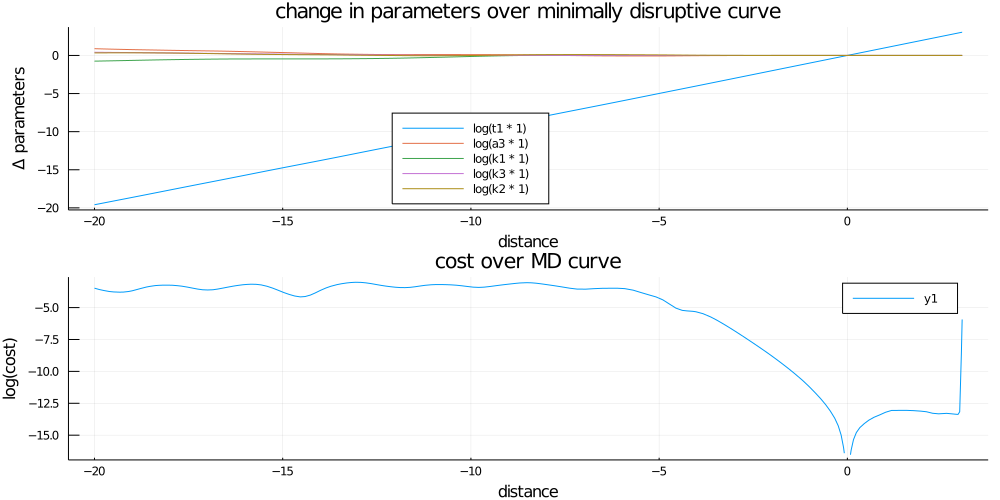 change in parameters over minimally disruptive curve
0
−5
−10
−15
−20
Δ parameters
log(t1 * 1)
log(a3 * 1)
log(k1 * 1)
log(k3 * 1)
log(k2 * 1)
−20 −15 −10 −5 0
distance
cost over MD curve
−5.0
−7.5
−10.0
−12.5
−15.0
log(cost)
y1
−20 −15 −10 −5 0
distance